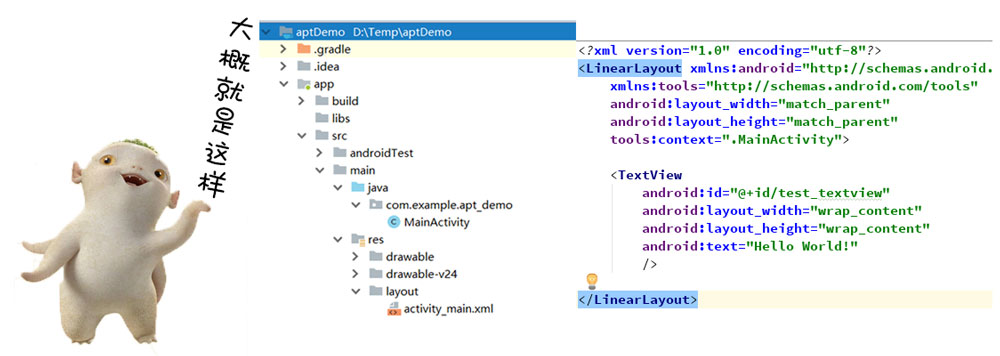 大概就是这样
aptDemo D:\Temp\aptDemo
.gradle
.idea
app
build
libs
src
androidTest
main
java
com.example.apt_demo
MainActivity
res
drawable
drawable-v24
layout
activity_main.xml
<?xml version="1.0" encoding="utf-8"?>
<LinearLayout xmlns:android="http://schemas.android.
xmlns:tools="http://schemas.android.com/tools"
android:layout_width="match_parent"
android:layout_height="match_parent"
tools:context=".MainActivity">
<TextView
android:id="@+id/test_textview"
android:layout_width="wrap_content"
android:layout_height="wrap_content"
android:text="Hello World!"
/>
</LinearLayout>